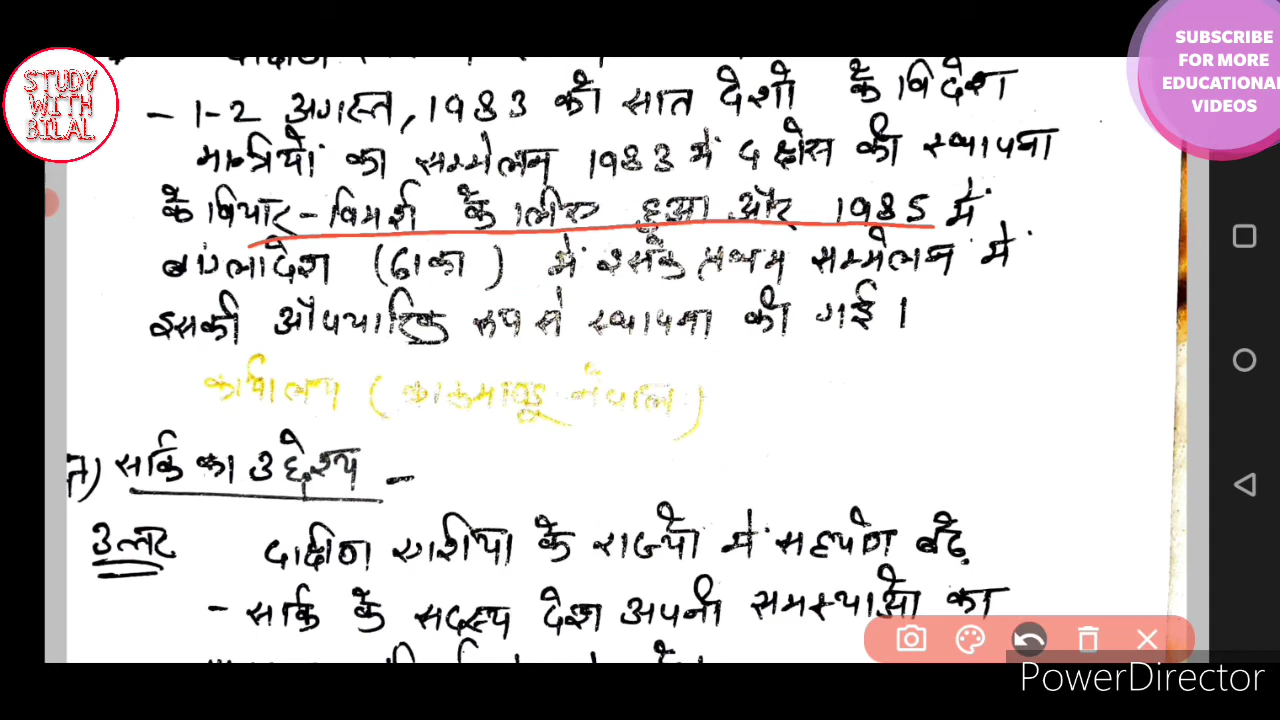 SUBSCRIBE
FOR MORE
EDUCATIONAL
VIDEOS
STUDY
WITH
BILAL
- 1-2 अगस्त, 1983 को सात देशो के विदेश
मन्त्रियों का सम्मेलन 1983 में दक्षेस की स्थापना
के विचार - विमर्श के लिए हुआ और 1985 में
बांग्लादेश (ढाका) में इसके प्रथम सम्मेलन में
इसकी औपचारिक रुप से स्थापना की गई ।
कार्यालय (काठमाण्डू नेपाल)
सार्क का उद्देश्य -
उत्तर दक्षिण एशिया के राज्यो में सहयोग बढ़े
- सार्क के सदस्य देश अपनी समस्याओ का
PowerDirector